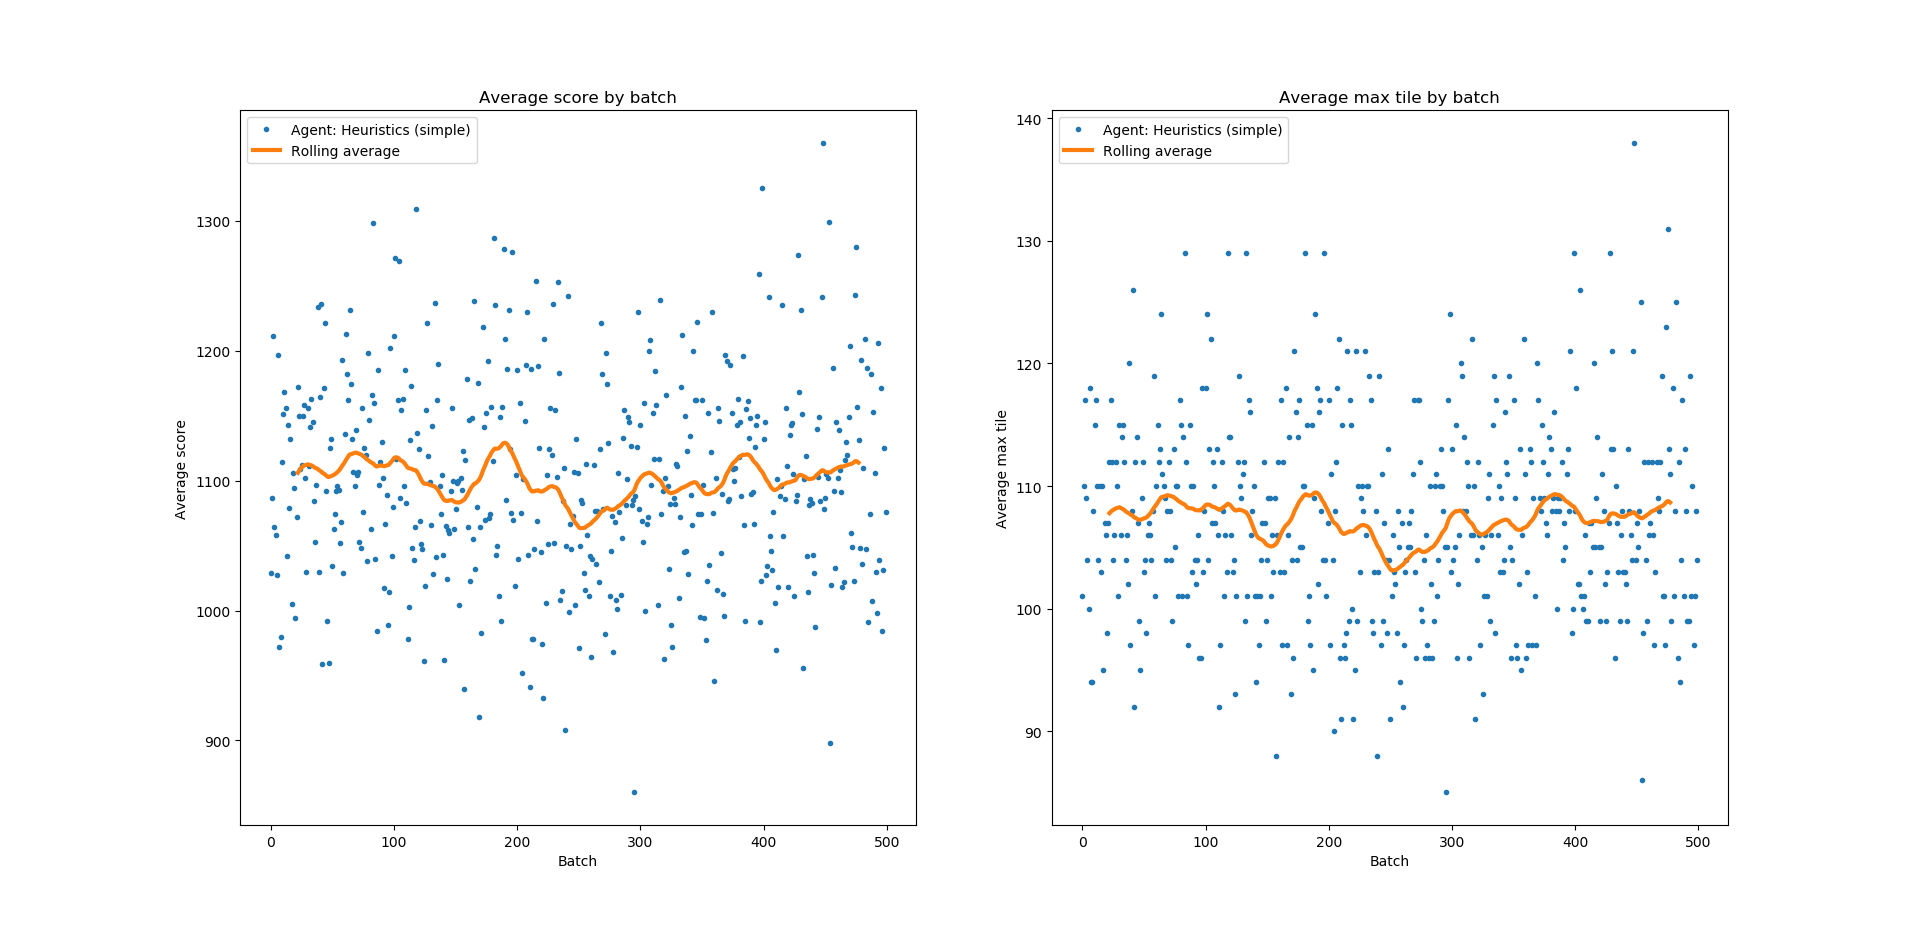 Average score by batch
Agent: Heuristics (simple)
Rolling average
1300
1200
1100
1000
900
Average score
0 100 200 300 400 500
Batch
Average max tile by batch
Agent: Heuristics (simple)
Rolling average
140
130
120
110
100
90
Average max tile
0 100 200 300 400 500
Batch